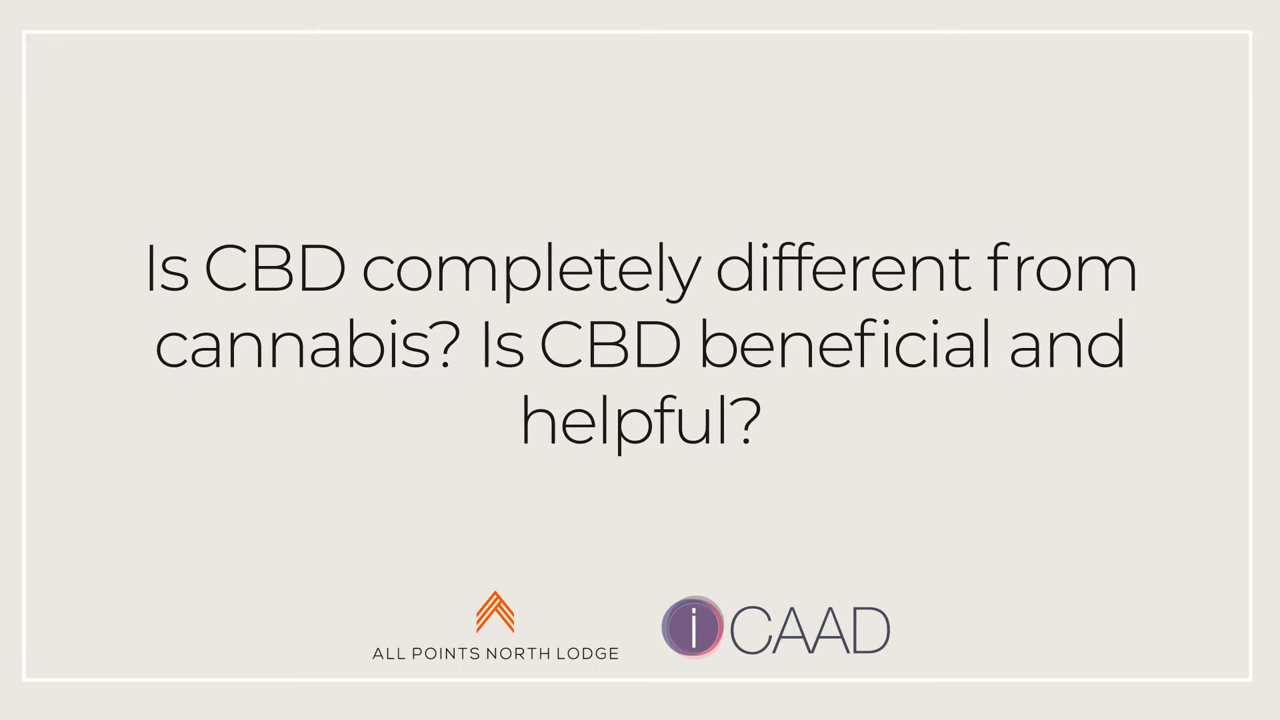 Is CBD completely different from
cannabis? Is CBD beneficial and
helpful?
ALL POINTS NORTH LODGE
iCAAD